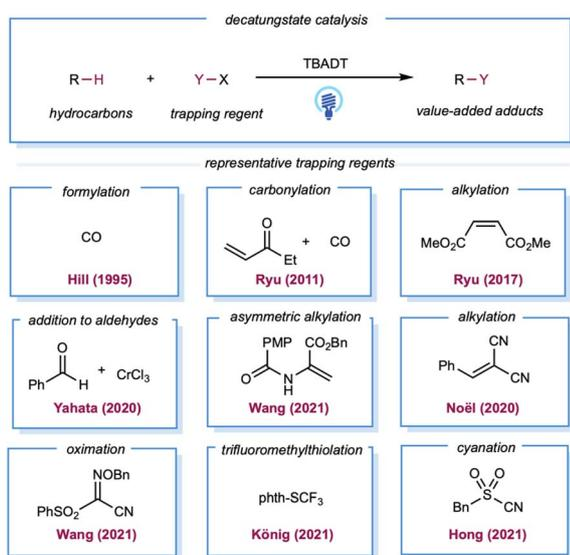 decatungstate catalysis
R–H + Y–X TBADT R–Y
hydrocarbons trapping regent value-added adducts
representative trapping regents
formylation
CO
Hill (1995)
carbonylation
O
Et
+ CO
Ryu (2011)
alkylation
MeO₂C CO₂Me
Ryu (2017)
addition to aldehydes
O
Ph H + CrCl₃
Yahata (2020)
asymmetric alkylation
PMP CO₂Bn
O N
H
Wang (2021)
alkylation
CN
Ph CN
Noël (2020)
oximation
NOBn
PhSO₂ CN
Wang (2021)
trifluoromethylthiolation
phth-SCF₃
König (2021)
cyanation
O O
S
Bn CN
Hong (2021)